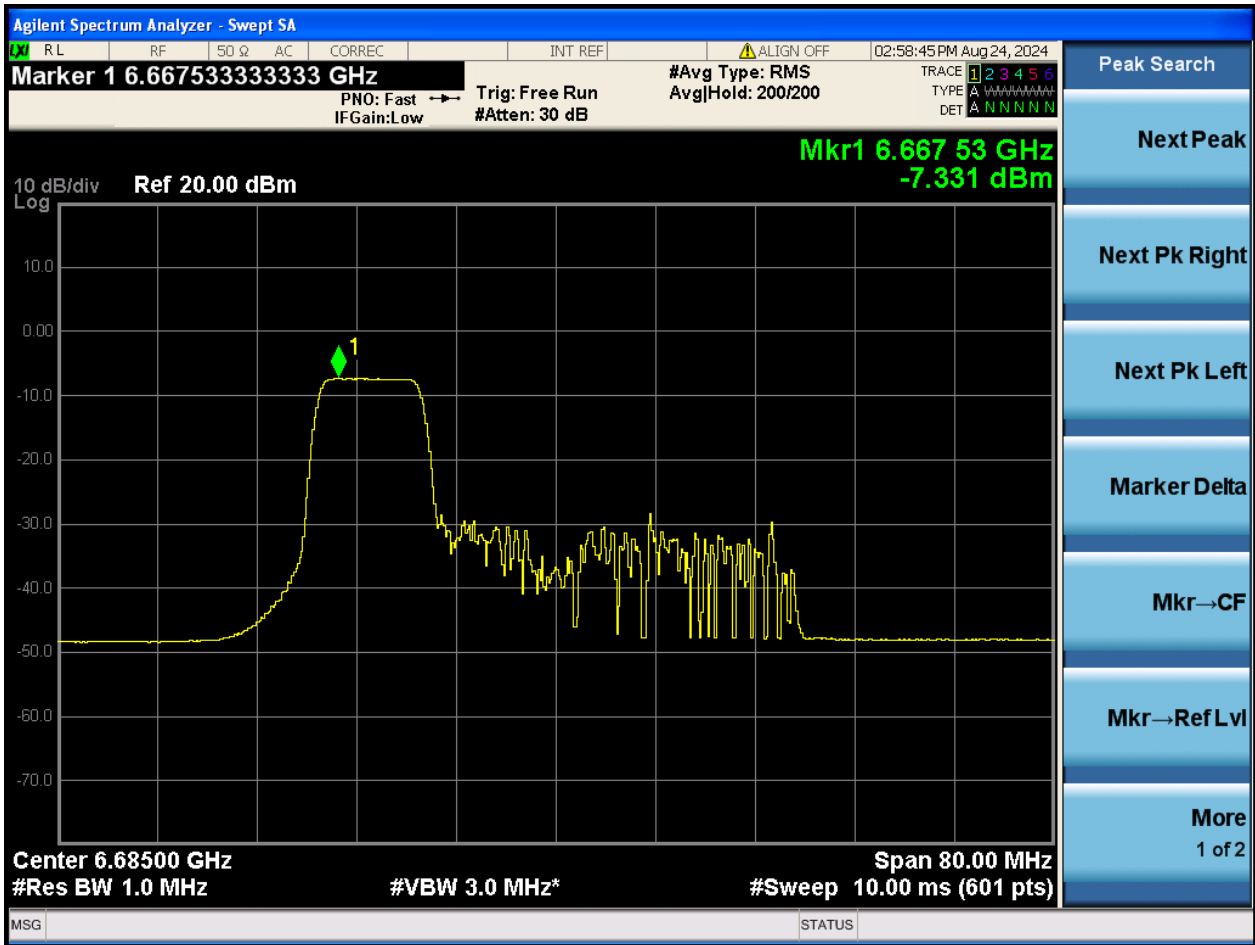 Agilent Spectrum Analyzer - Swept SA
LXI RL RF 50 Ω AC CORREC INT REF ALIGN OFF 02:58:45 PM Aug 24, 2024
Marker 1 6.667533333333 GHz
PNO: Fast
IFGain:Low
Trig: Free Run
#Atten: 30 dB
#Avg Type: RMS
Avg|Hold: 200/200
TRACE 1 2 3 4 5 6
TYPE A WWWWW
DET A N N N N N
Mkr1 6.667 53 GHz
-7.331 dBm
10 dB/div Ref 20.00 dBm
Log
10.0
0.00
-10.0
-20.0
-30.0
-40.0
-50.0
-60.0
-70.0
1
Center 6.68500 GHz Span 80.00 MHz
#Res BW 1.0 MHz #VBW 3.0 MHz* #Sweep 10.00 ms (601 pts)
MSG STATUS
Peak Search
Next Peak
Next Pk Right
Next Pk Left
Marker Delta
Mkr→CF
Mkr→Ref Lvl
More
1 of 2